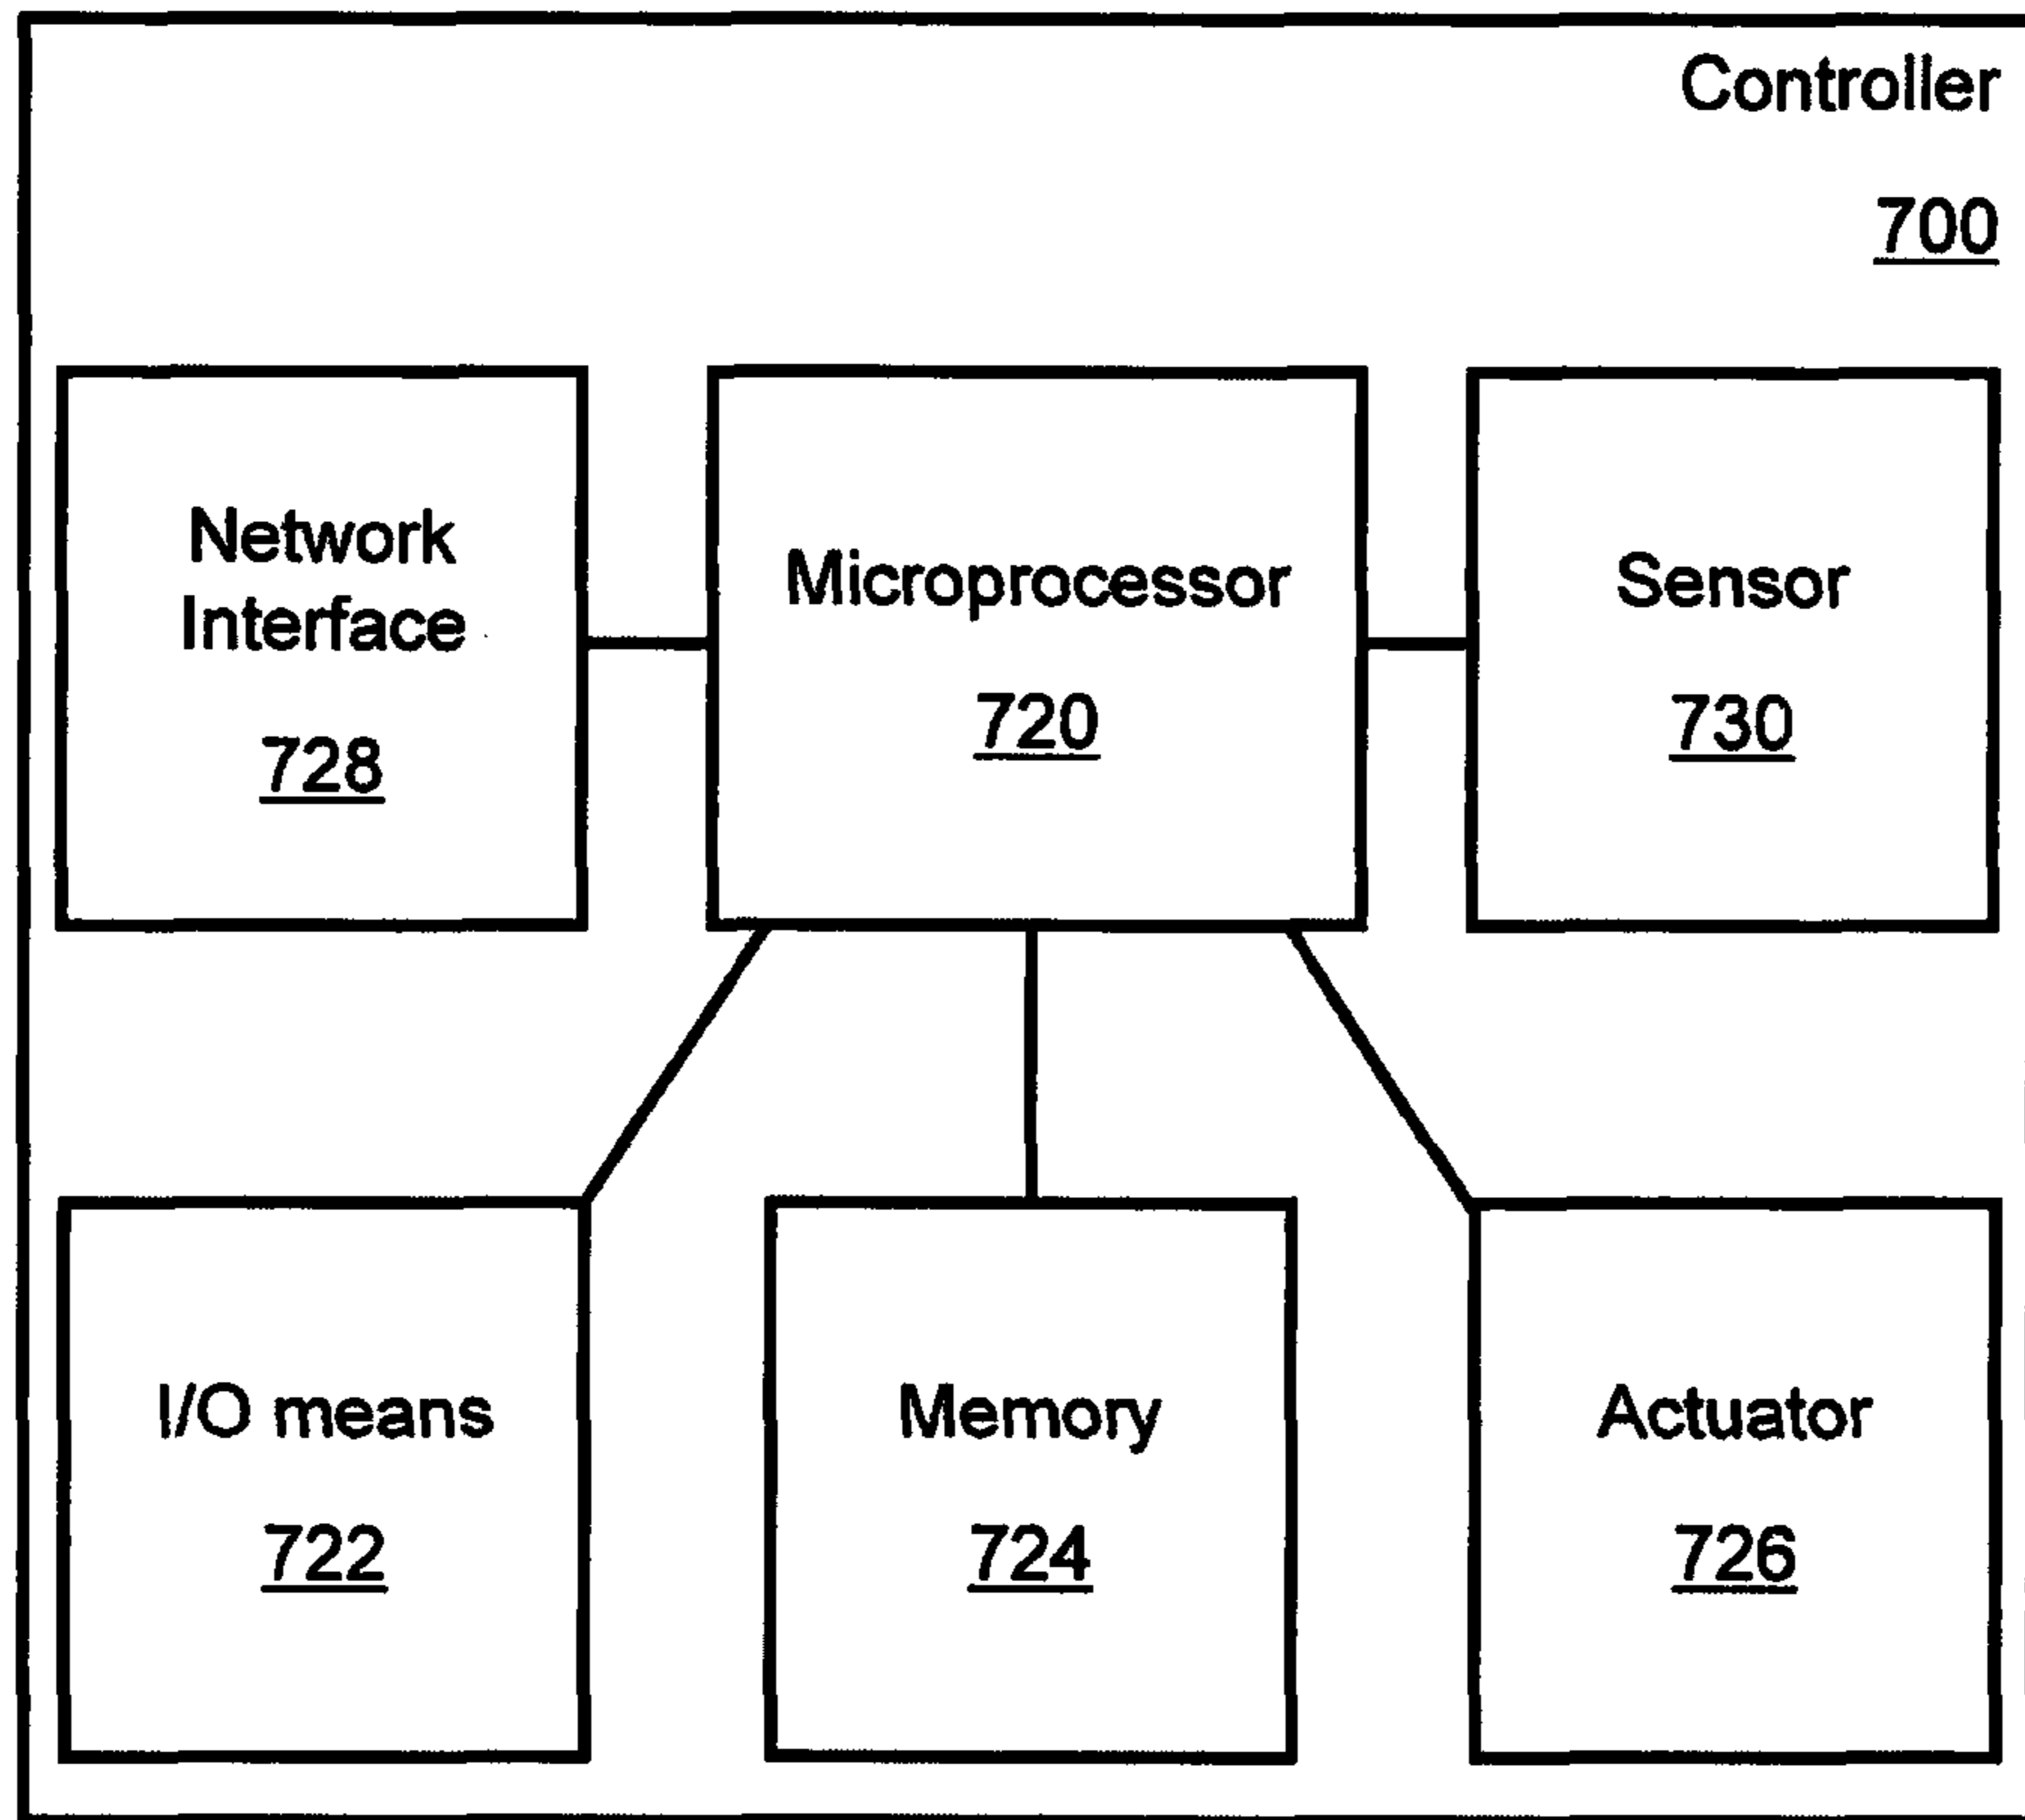 Controller
700
Network
Interface
728
Microprocessor
720
Sensor
730
I/O means
722
Memory
724
Actuator
726